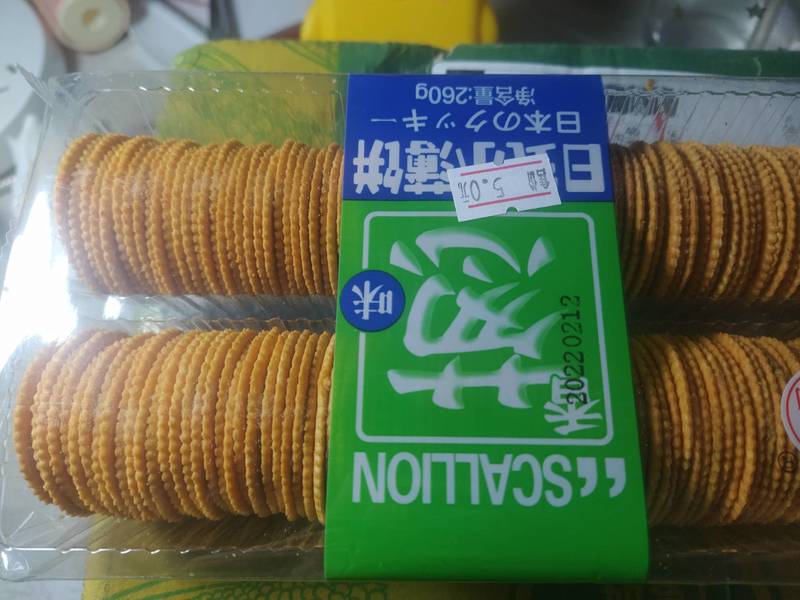 “SCALLION
香
葱
味
20220212
日式小薄饼
5.0元
日本のクッキー
净含量:260g